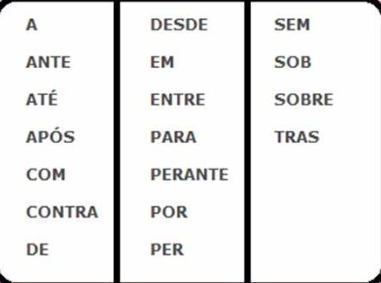 A
ANTE
ATÉ
APÓS
COM
CONTRA
DE
DESDE
EM
ENTRE
PARA
PERANTE
POR
PER
SEM
SOB
SOBRE
TRAS